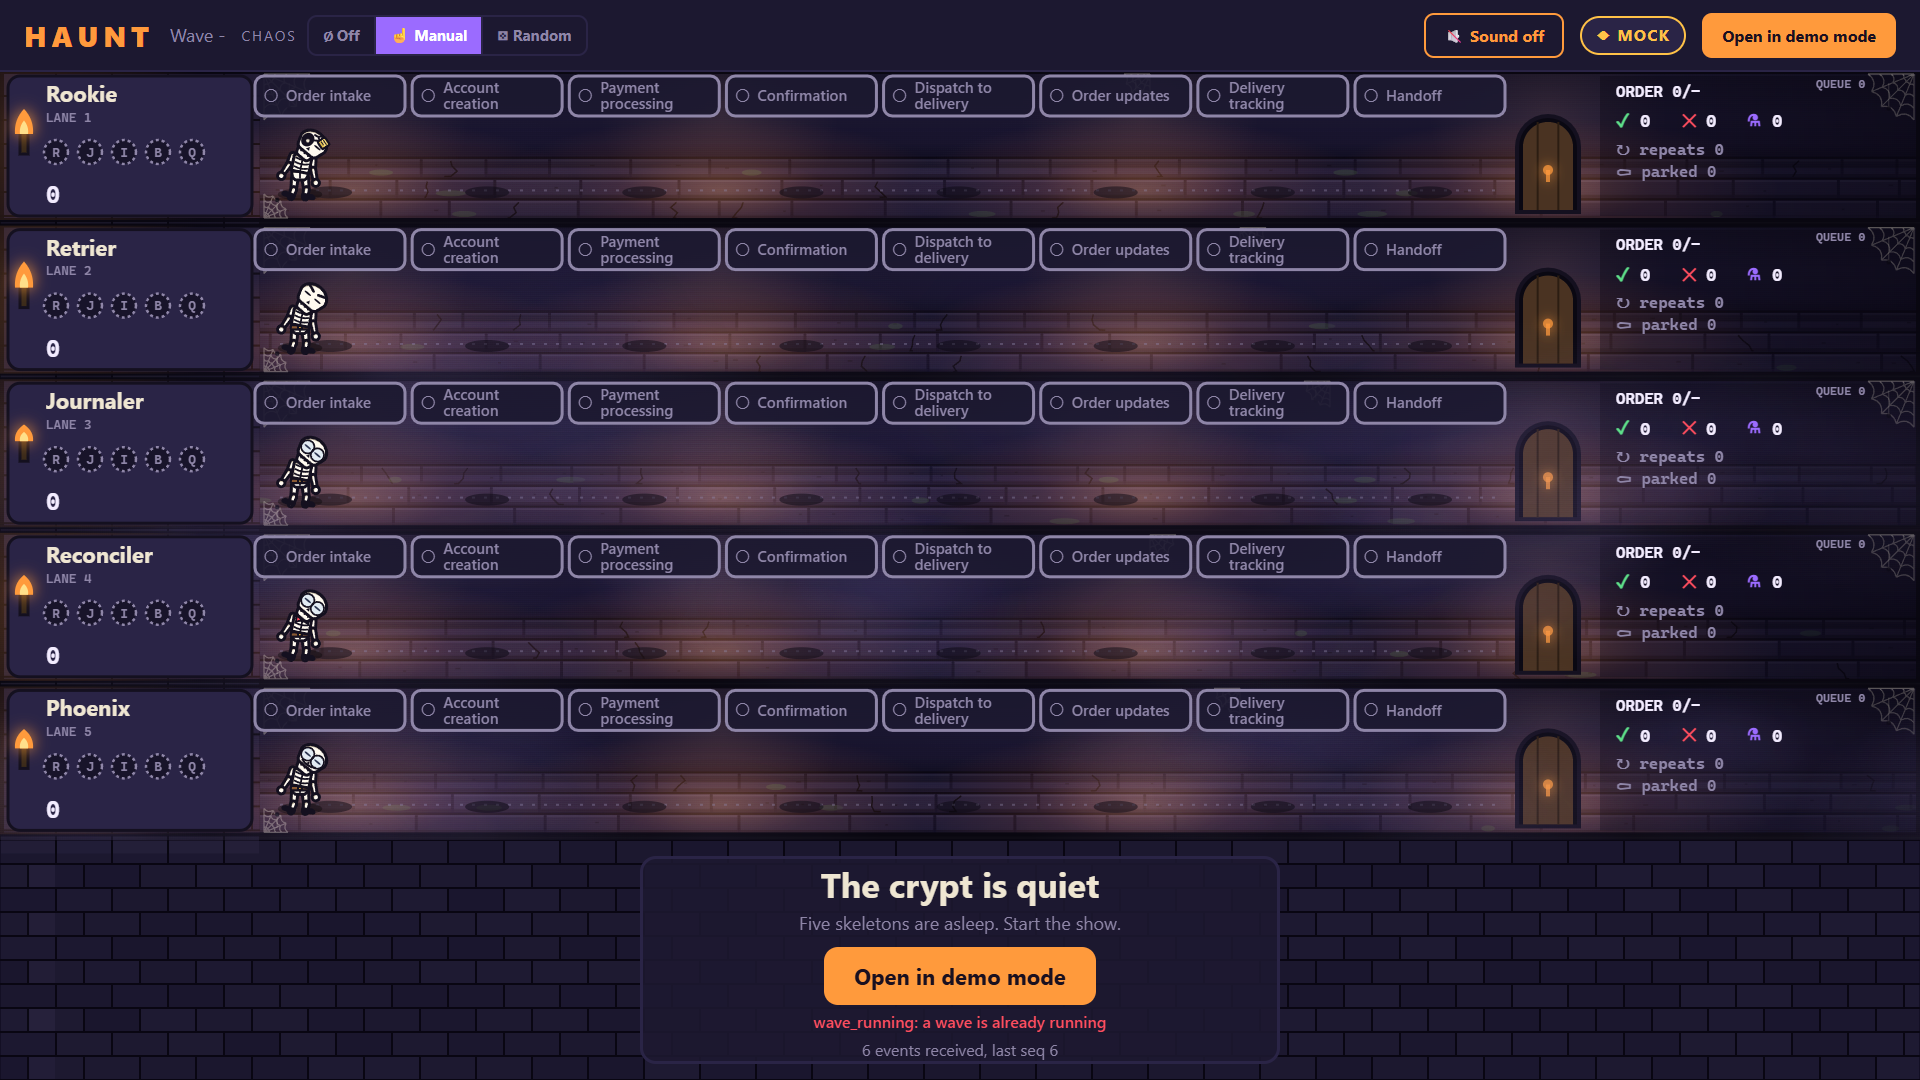 HAUNT Wave - CHAOS Ø Off Manual Random Sound off MOCK Open in demo mode
Rookie
LANE 1
R J I B Q
0
Order intake
Account creation
Payment processing
Confirmation
Dispatch to delivery
Order updates
Delivery tracking
Handoff
ORDER 0/–
QUEUE 0
✓ 0 ✕ 0 0
↻ repeats 0
parked 0
Retrier
LANE 2
R J I B Q
0
Order intake
Account creation
Payment processing
Confirmation
Dispatch to delivery
Order updates
Delivery tracking
Handoff
ORDER 0/–
QUEUE 0
✓ 0 ✕ 0 0
↻ repeats 0
parked 0
Journaler
LANE 3
R J I B Q
0
Order intake
Account creation
Payment processing
Confirmation
Dispatch to delivery
Order updates
Delivery tracking
Handoff
ORDER 0/–
QUEUE 0
✓ 0 ✕ 0 0
↻ repeats 0
parked 0
Reconciler
LANE 4
R J I B Q
0
Order intake
Account creation
Payment processing
Confirmation
Dispatch to delivery
Order updates
Delivery tracking
Handoff
ORDER 0/–
QUEUE 0
✓ 0 ✕ 0 0
↻ repeats 0
parked 0
Phoenix
LANE 5
R J I B Q
0
Order intake
Account creation
Payment processing
Confirmation
Dispatch to delivery
Order updates
Delivery tracking
Handoff
ORDER 0/–
QUEUE 0
✓ 0 ✕ 0 0
↻ repeats 0
parked 0
The crypt is quiet
Five skeletons are asleep. Start the show.
Open in demo mode
wave_running: a wave is already running
6 events received, last seq 6